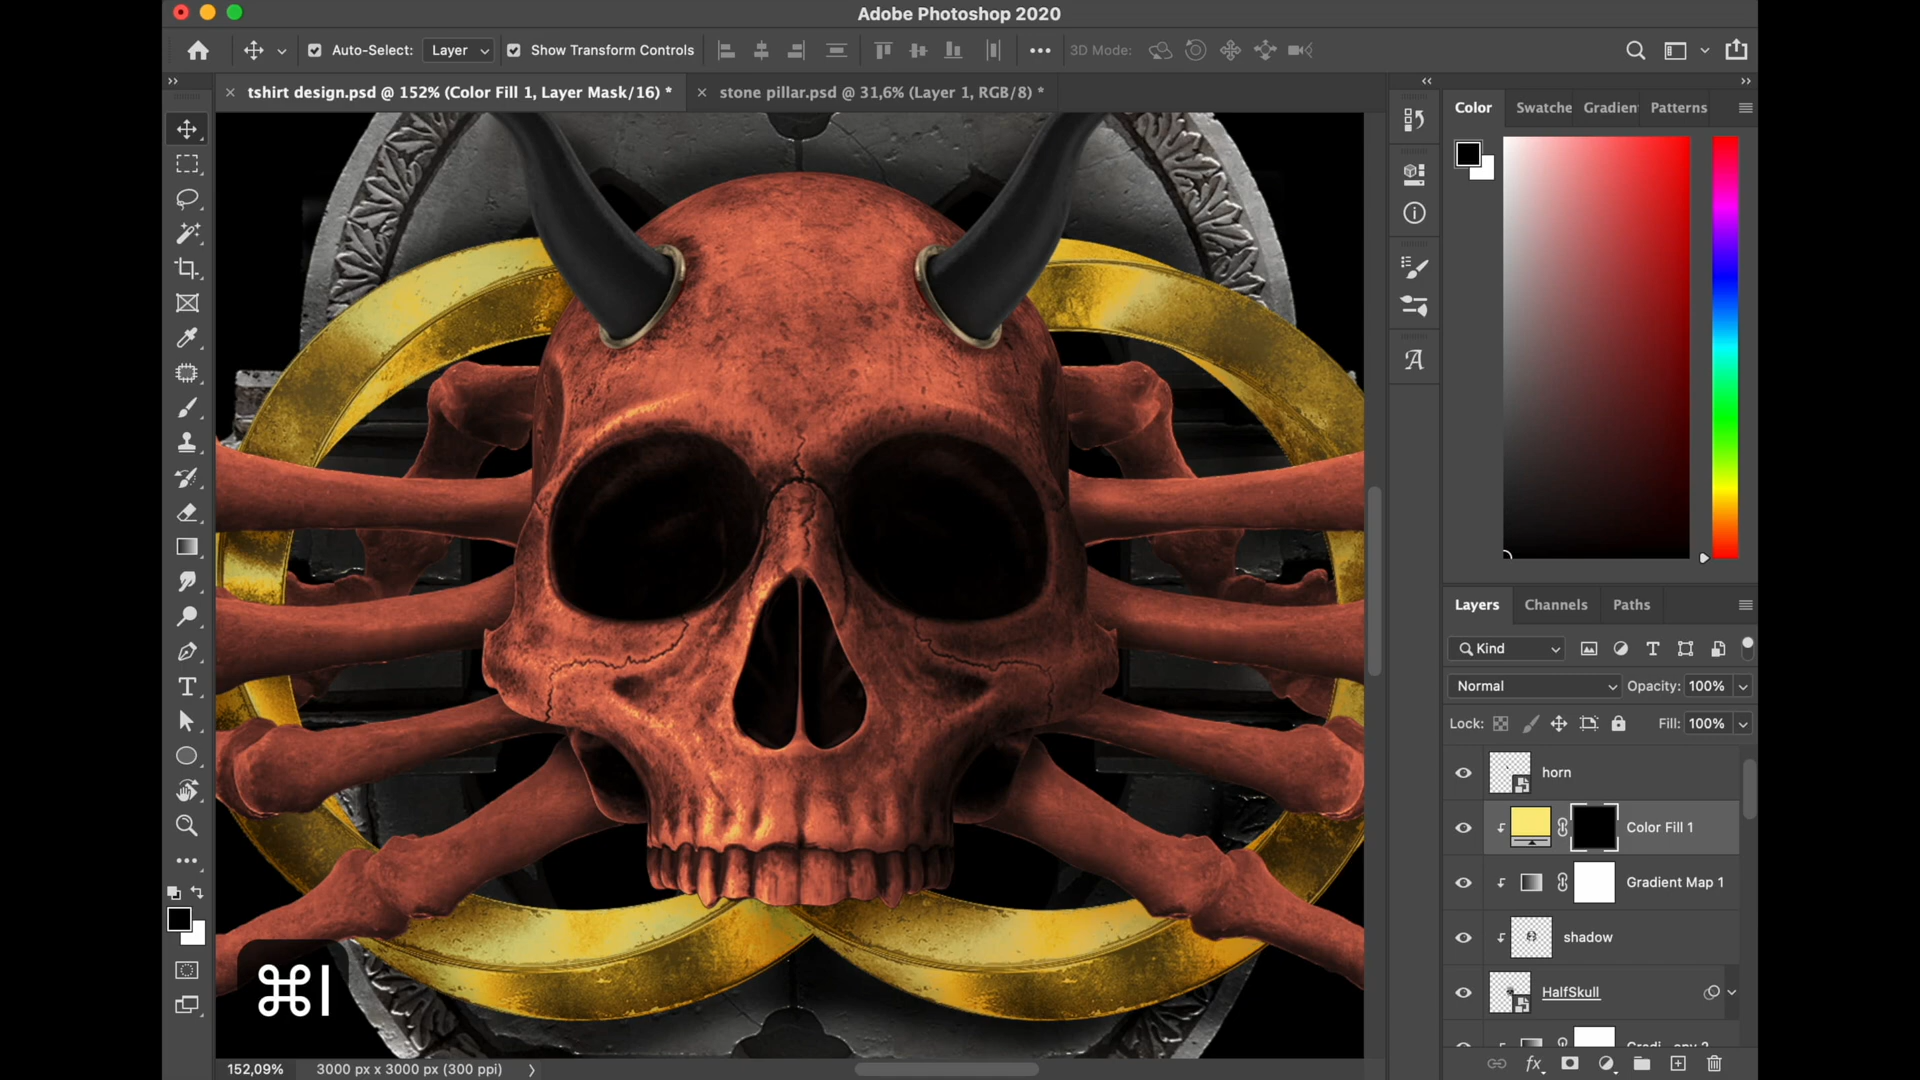 Adobe Photoshop 2020
Auto-Select: Layer Show Transform Controls 3D Mode:
tshirt design.psd @ 152% (Color Fill 1, Layer Mask/16) *
stone pillar.psd @ 31,6% (Layer 1, RGB/8) *
Color Swatche Gradien Patterns
Layers Channels Paths
Kind
Normal Opacity: 100%
Lock: Fill: 100%
horn
Color Fill 1
Gradient Map 1
shadow
HalfSkull
⌘I
152,09% 3000 px x 3000 px (300 ppi)